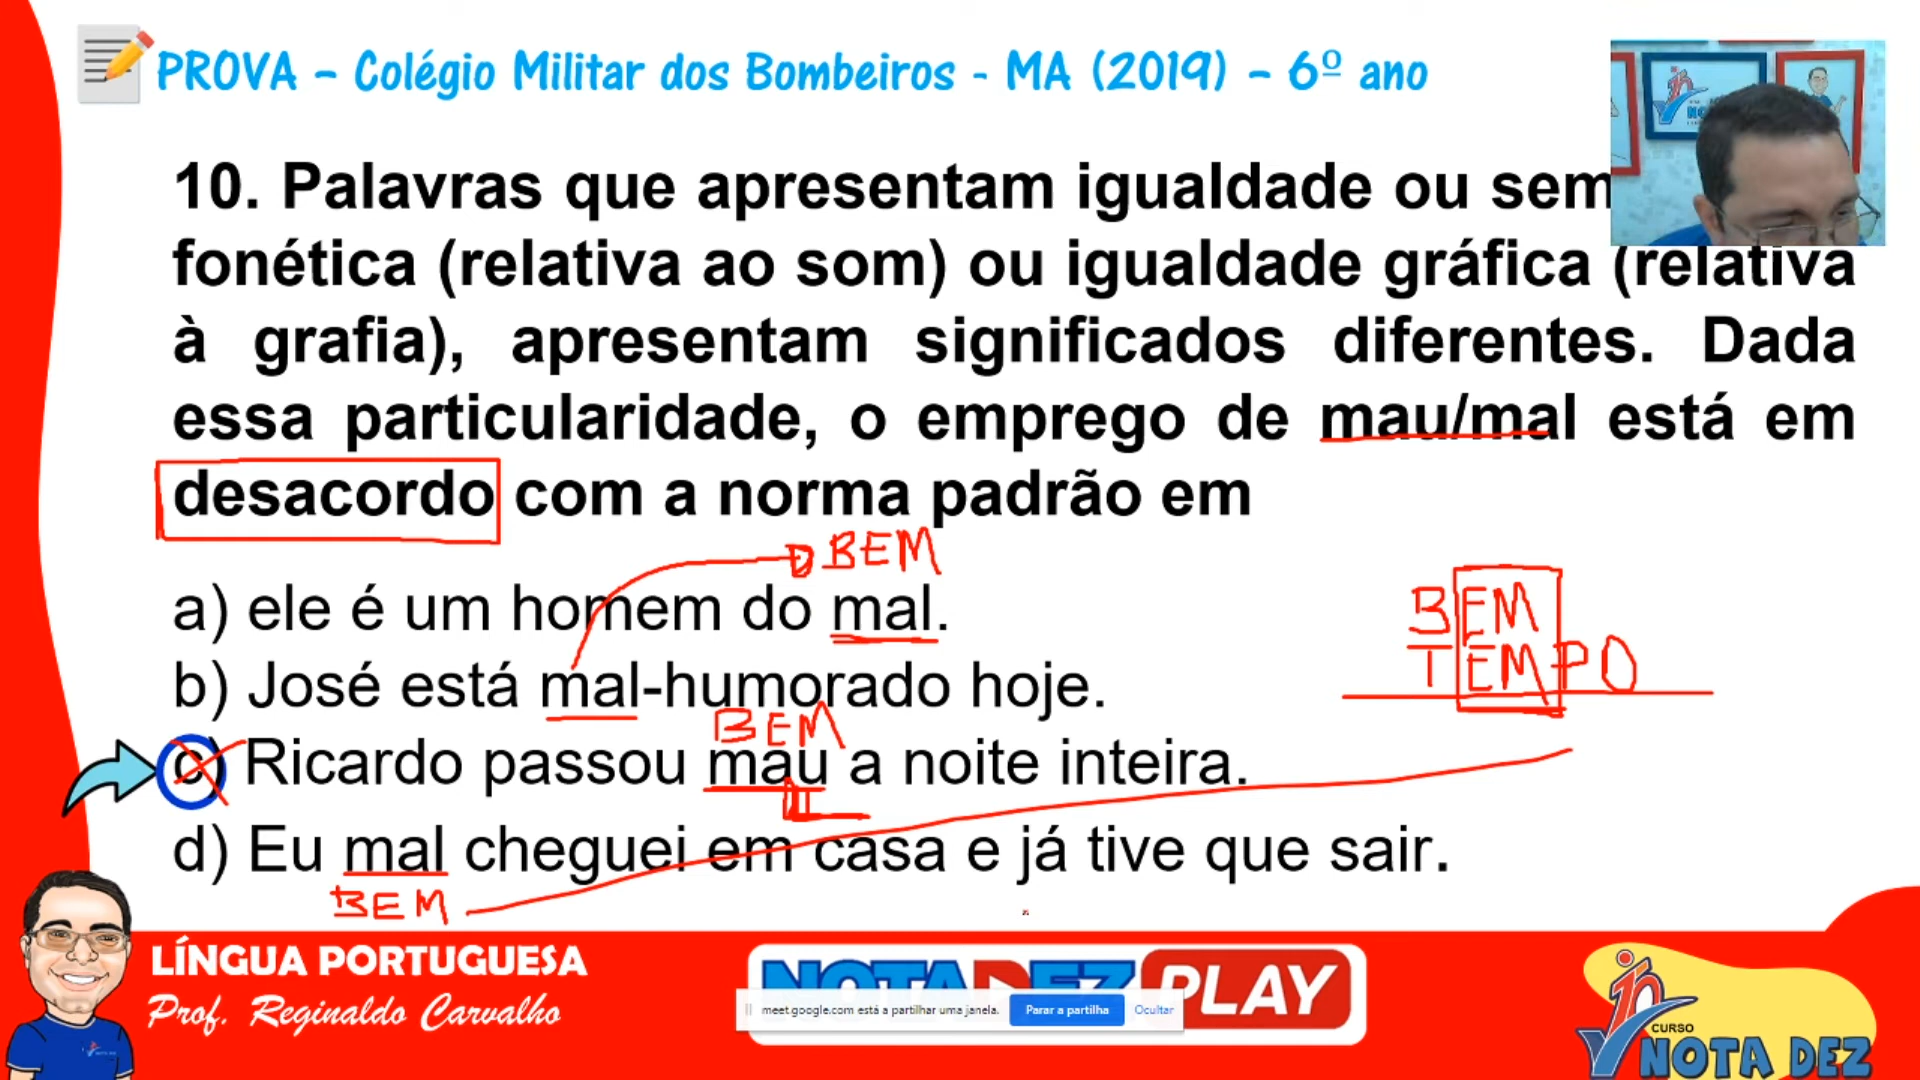 PROVA – Colégio Militar dos Bombeiros - MA (2019) – 6º ano
10. Palavras que apresentam igualdade ou
fonética (relativa ao som) ou igualdade gráfica (relativa
à grafia), apresentam significados diferentes. Dada
essa particularidade, o emprego de mau/mal está em
desacordo com a norma padrão em
BEM
a) ele é um homem do mal.
BEM
TEMPO
b) José está mal-humorado hoje.
BEM
c) Ricardo passou mau a noite inteira.
L
d) Eu mal cheguei em casa e já tive que sair.
BEM
LÍNGUA PORTUGUESA
Prof. Reginaldo Carvalho
NOTA DEZ PLAY
meet.google.com está a partilhar uma janela. Parar a partilha Ocultar
CURSO
NOTA DEZ